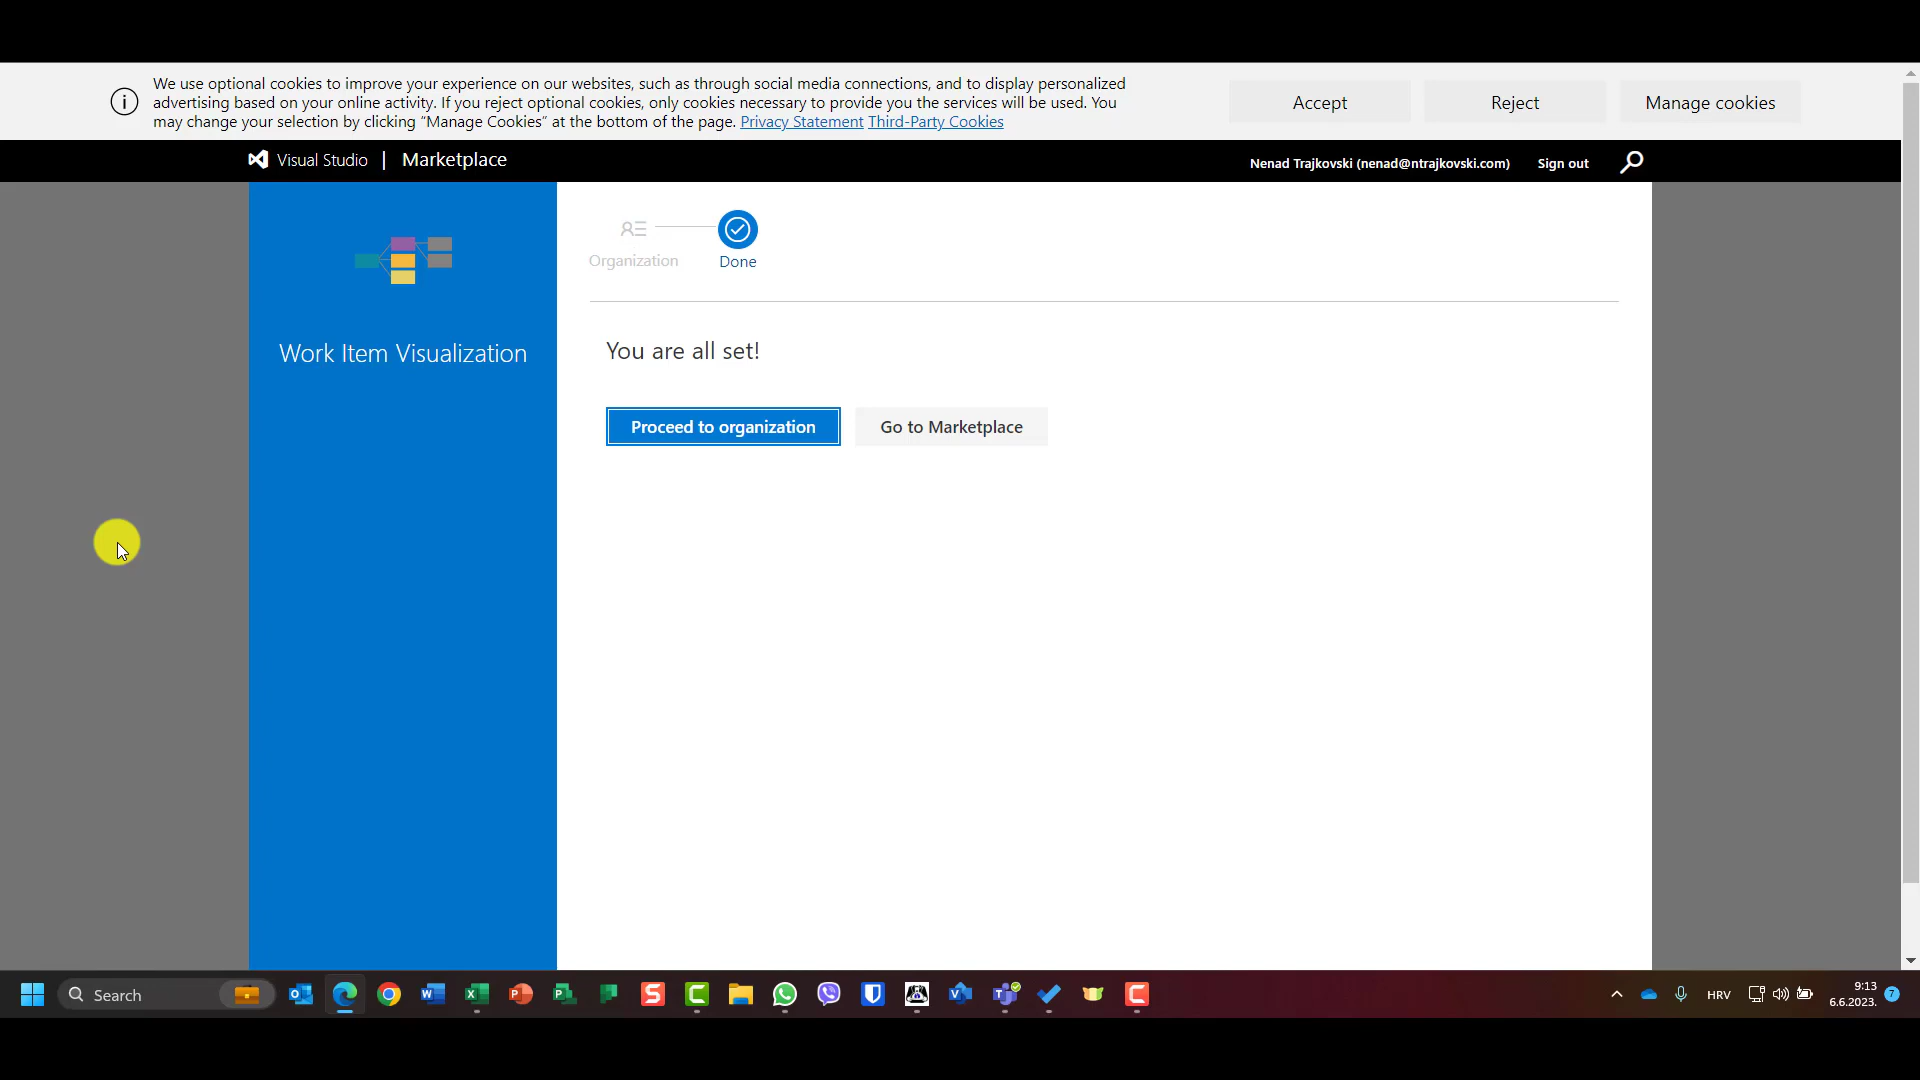 We use optional cookies to improve your experience on our websites, such as through social media connections, and to display personalized
advertising based on your online activity. If you reject optional cookies, only cookies necessary to provide you the services will be used. You
may change your selection by clicking “Manage Cookies” at the bottom of the page. Privacy Statement Third-Party Cookies
Accept
Reject
Manage cookies
Visual Studio | Marketplace
Nenad Trajkovski (nenad@ntrajkovski.com)
Sign out
Organization
Done
Work Item Visualization
You are all set!
Proceed to organization
Go to Marketplace
Search
HRV
9:13
6.6.2023.
7